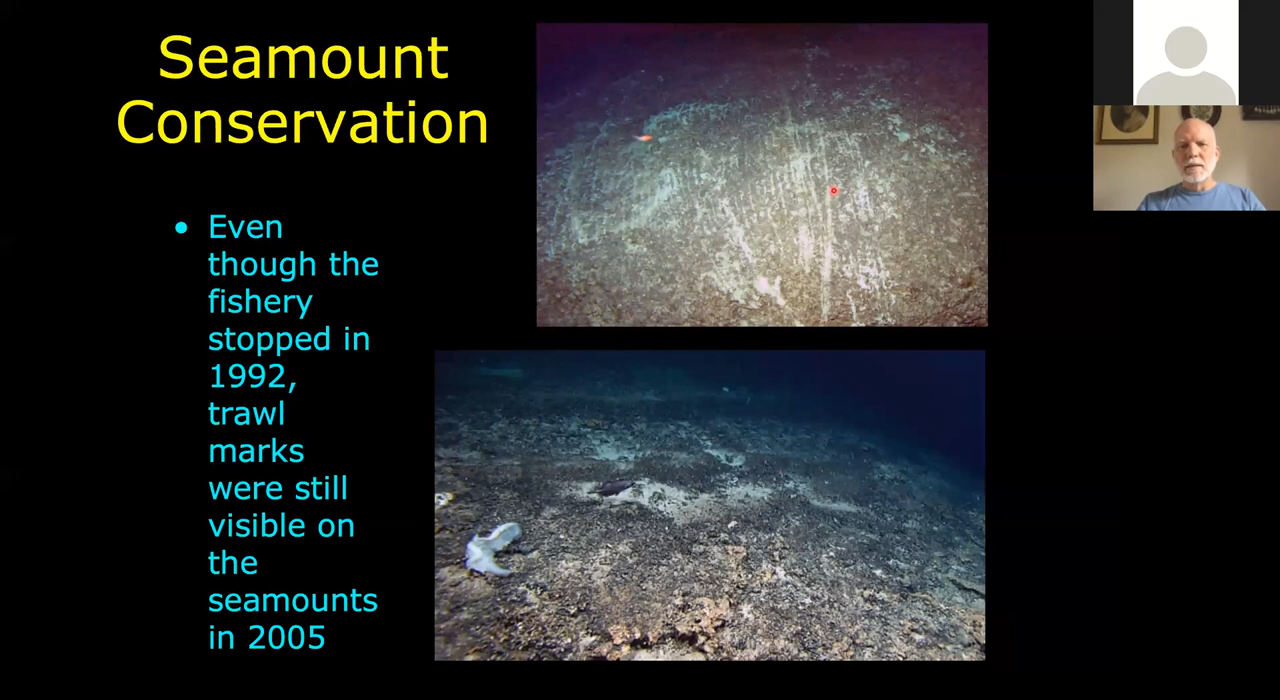 Seamount
Conservation
• Even
though the
fishery
stopped in
1992,
trawl
marks
were still
visible on
the
seamounts
in 2005